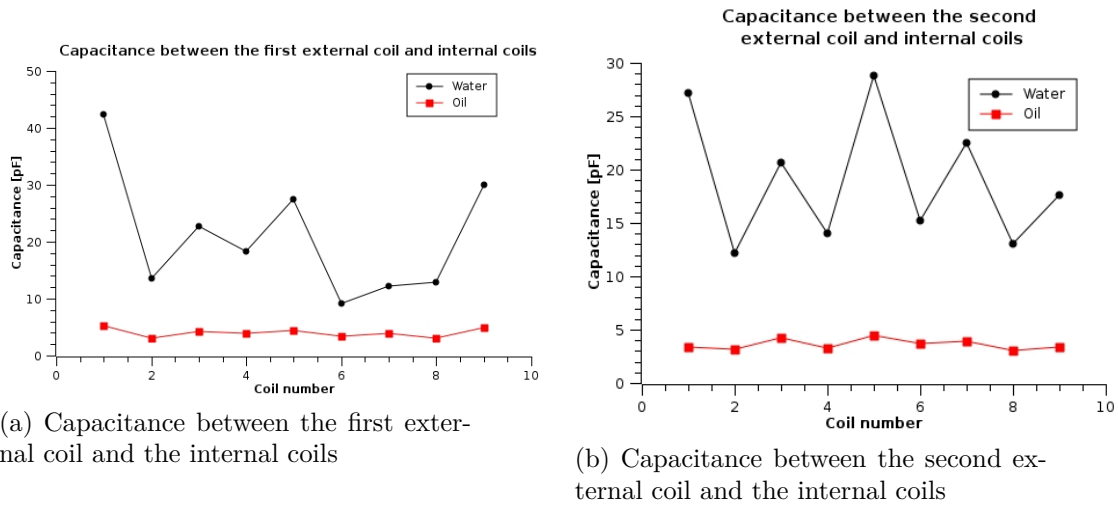 Capacitance between the first external coil and internal coils
50
40
30
20
10
0
Capacitance [pF]
Water
Oil
0 2 4 6 8 10
Coil number
(a) Capacitance between the first exter-
nal coil and the internal coils
Capacitance between the second
external coil and internal coils
30
25
20
15
10
5
0
Capacitance [pF]
Water
Oil
0 2 4 6 8 10
Coil number
(b) Capacitance between the second ex-
ternal coil and the internal coils